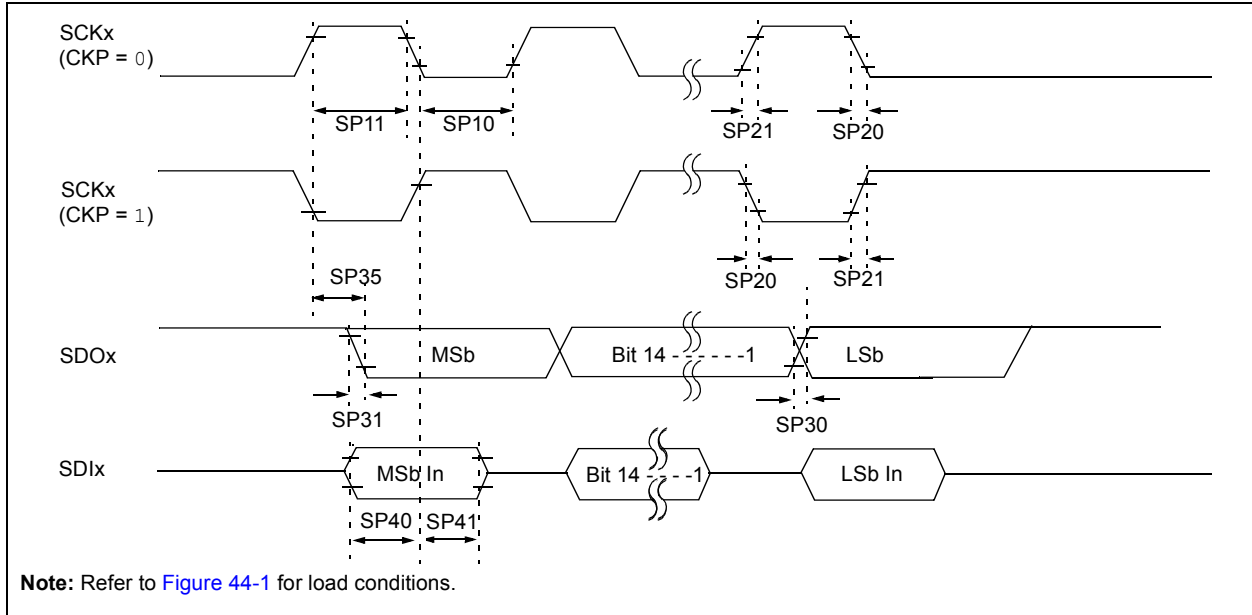 SCKx
(CKP = 0)
SP11
SP10
SP21
SP20
SCKx
(CKP = 1)
SP35
SP20
SP21
SDOx
MSb
Bit 14 - - - - - -1
LSb
SP31
SP30
SDIx
MSb In
Bit 14 - - - -1
LSb In
SP40
SP41
Note: Refer to Figure 44-1 for load conditions.